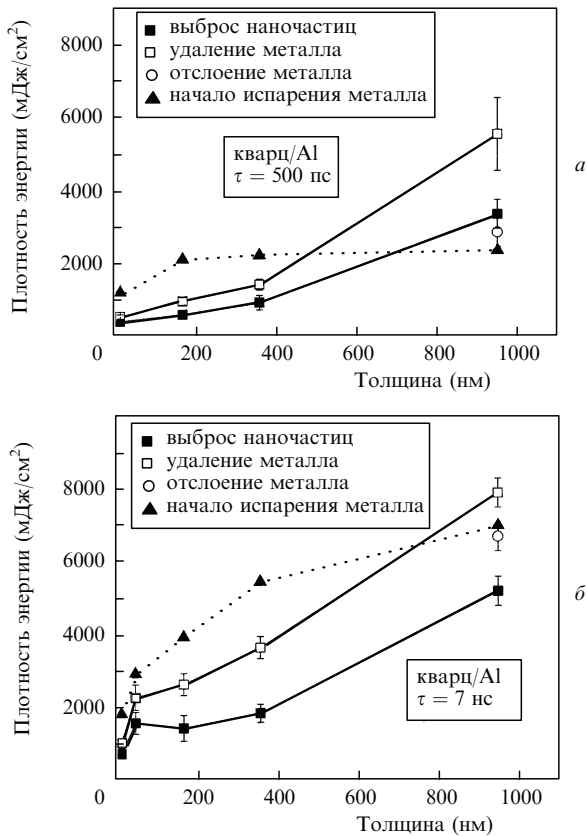 Плотность энергии (мДж/см²)
8000
6000
4000
2000
0
выброс наночастиц
удаление металла
отслоение металла
начало испарения металла
кварц/Al
τ = 500 пс
а
200
400
600
800
1000
Толщина (нм)
Плотность энергии (мДж/см²)
8000
6000
4000
2000
0
выброс наночастиц
удаление металла
отслоение металла
начало испарения металла
кварц/Al
τ = 7 нс
б
200
400
600
800
1000
Толщина (нм)